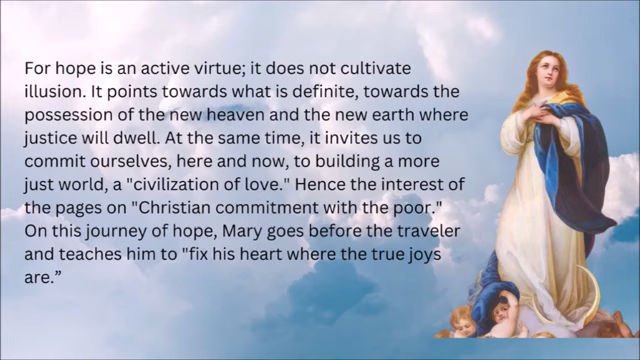 For hope is an active virtue; it does not cultivate
illusion. It points towards what is definite, towards the
possession of the new heaven and the new earth where
justice will dwell. At the same time, it invites us to
commit ourselves, here and now, to building a more
just world, a "civilization of love." Hence the interest of
the pages on "Christian commitment with the poor."
On this journey of hope, Mary goes before the traveler
and teaches him to "fix his heart where the true joys
are.”